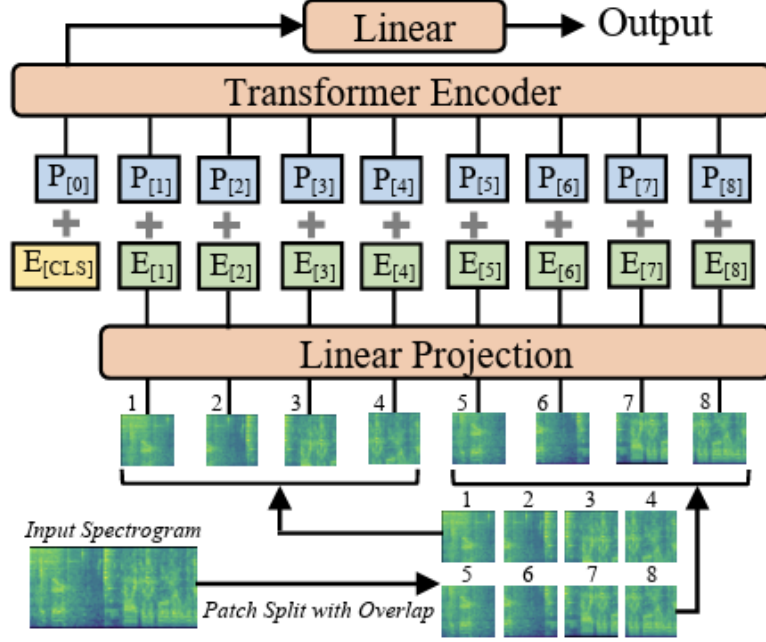 Linear Output
Transformer Encoder
P[0] P[1] P[2] P[3] P[4] P[5] P[6] P[7] P[8]
+ + + + + + + + +
E[CLS] E[1] E[2] E[3] E[4] E[5] E[6] E[7] E[8]
Linear Projection
1 2 3 4 5 6 7 8
1 2 3 4
Input Spectrogram
5 6 7 8
Patch Split with Overlap